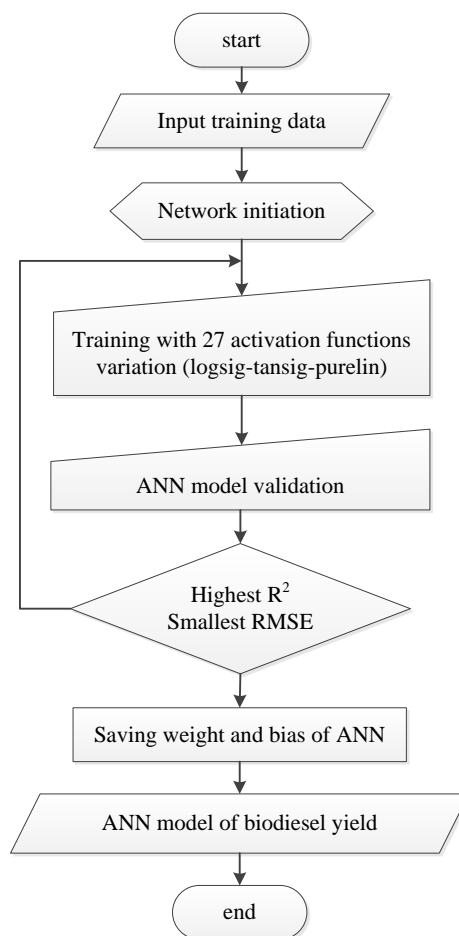 start
Input training data
Network initiation
Training with 27 activation functions
variation (logsig-tansig-purelin)
ANN model validation
Highest R²
Smallest RMSE
Saving weight and bias of ANN
ANN model of biodiesel yield
end